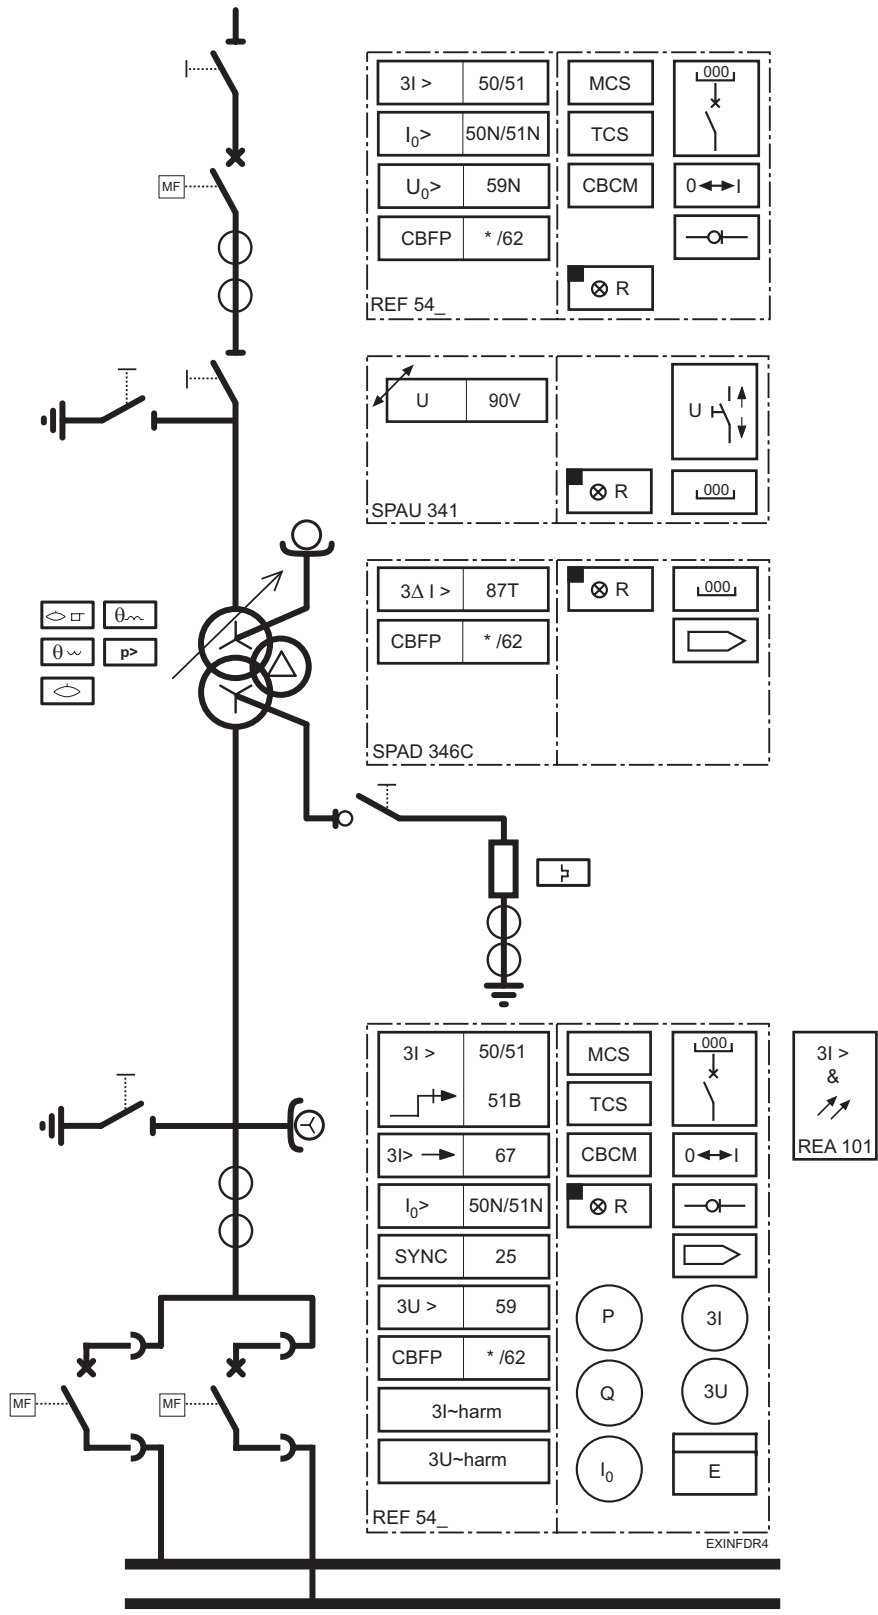 MF
3I > 50/51 MCS 000
I0> 50N/51N TCS
U0> 59N CBCM 0 I
CBFP * /62
R
REF 54_
U 90V U I
R 000
SPAU 341
3Δ I > 87T R 000
CBFP * /62
SPAD 346C
θ
θ p>
3I > 50/51 MCS 000
51B TCS
3I> 67 CBCM 0 I
I0> 50N/51N R
SYNC 25
3U > 59 P 3I
CBFP * /62
3I~harm Q 3U
3U~harm I0 E
REF 54_
3I >
&
REA 101
MF MF
EXINFDR4